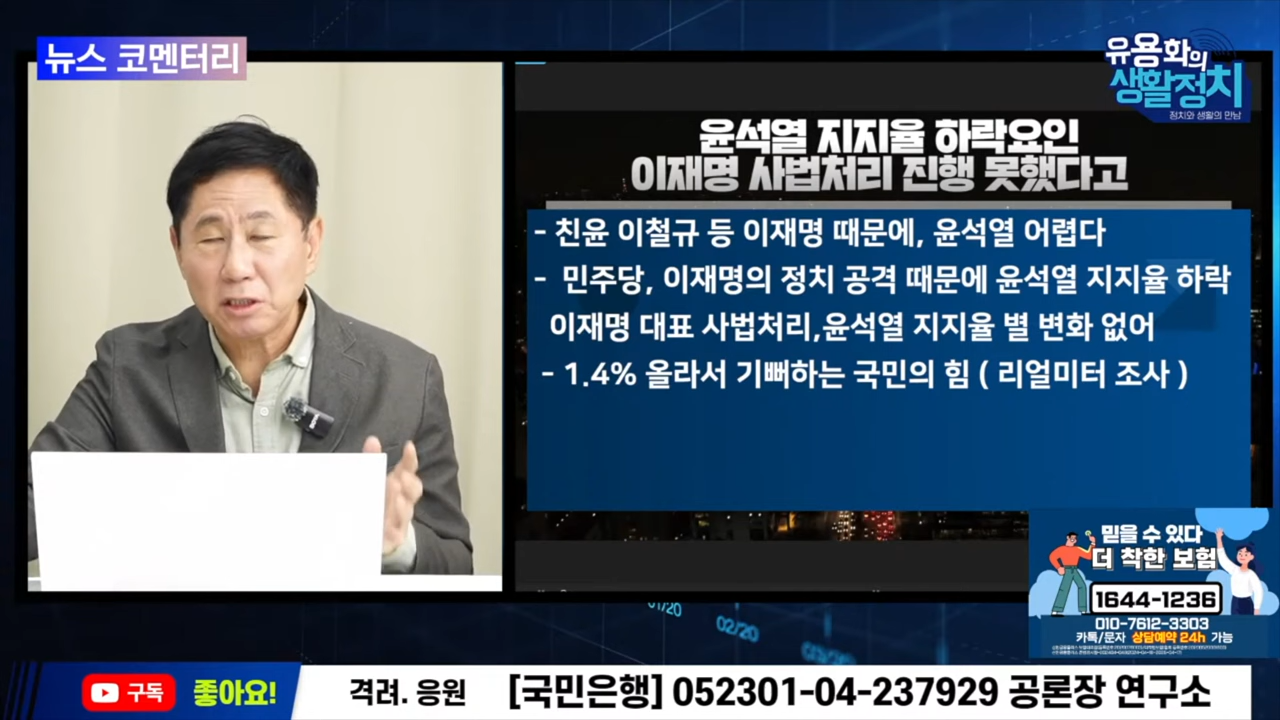 뉴스 코멘터리
유용화의
생활정치
정치와 생활의 만남
윤석열 지지율 하락요인
이재명 사법처리 진행 못했다고
- 친윤 이철규 등 이재명 때문에, 윤석열 어렵다
- 민주당, 이재명의 정치 공격 때문에 윤석열 지지율 하락
이재명 대표 사법처리,윤석열 지지율 별 변화 없어
- 1.4% 올라서 기뻐하는 국민의 힘 ( 리얼미터 조사 )
믿을 수 있다
더 착한 보험
1644-1236
010-7612-3303
카톡/문자 상담예약 24h 가능
01/20
02/20
구독 좋아요! 격려. 응원 [국민은행] 052301-04-237929 공론장 연구소